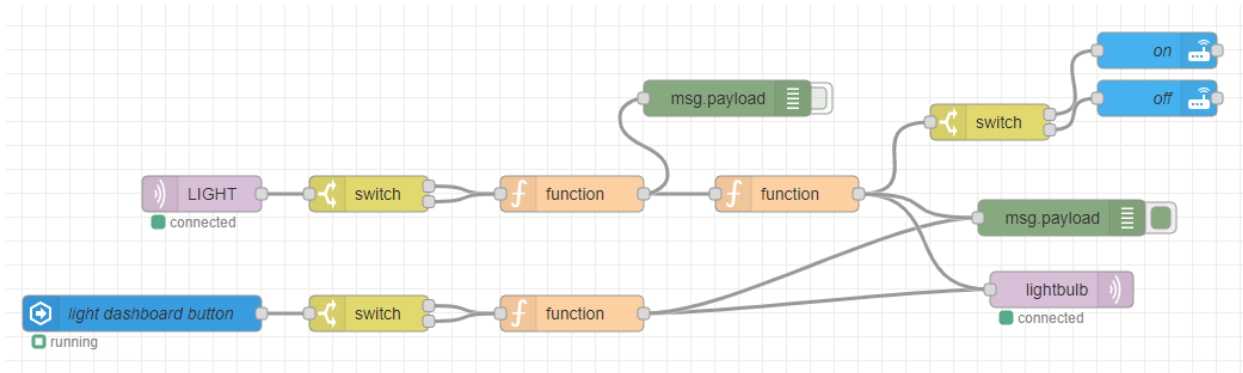 on
msg.payload
off
switch
LIGHT
switch
function
function
connected
msg.payload
light dashboard button
switch
function
lightbulb
running
connected